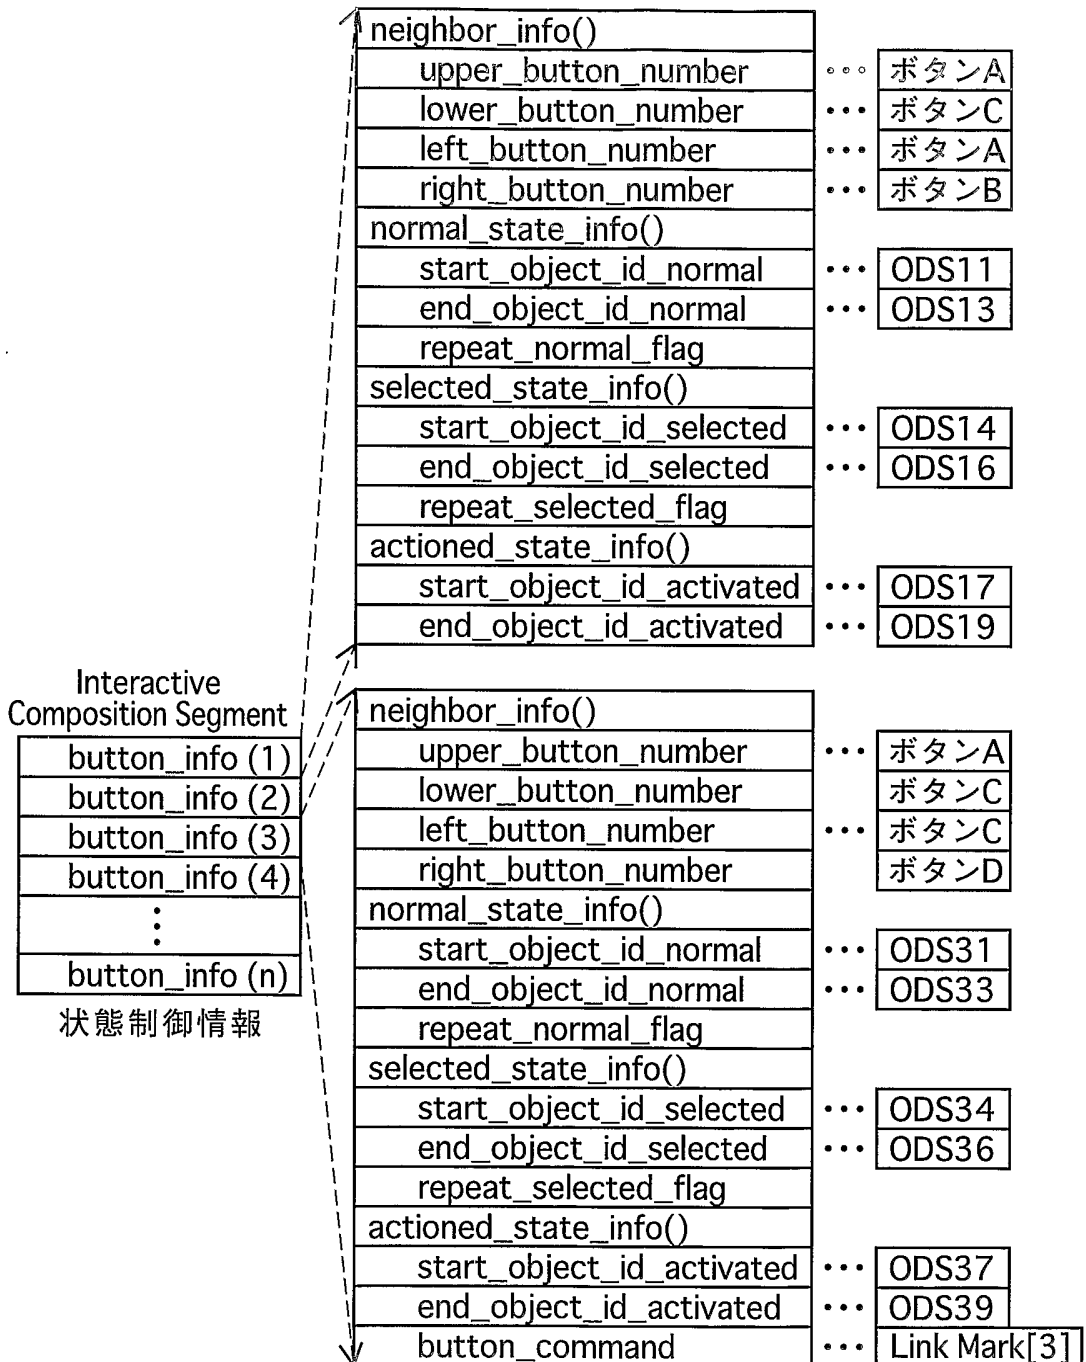 neighbor_info()
upper_button_number ••• ボタンA
lower_button_number ••• ボタンC
left_button_number ••• ボタンA
right_button_number ••• ボタンB
normal_state_info()
start_object_id_normal ••• ODS11
end_object_id_normal ••• ODS13
repeat_normal_flag
selected_state_info()
start_object_id_selected ••• ODS14
end_object_id_selected ••• ODS16
repeat_selected_flag
actioned_state_info()
start_object_id_activated ••• ODS17
end_object_id_activated ••• ODS19
Interactive
Composition Segment
button_info (1)
button_info (2)
button_info (3)
button_info (4)
⋮
button_info (n)
状態制御情報
neighbor_info()
upper_button_number ••• ボタンA
lower_button_number ボタンC
left_button_number ••• ボタンC
right_button_number ボタンD
normal_state_info()
start_object_id_normal ••• ODS31
end_object_id_normal ••• ODS33
repeat_normal_flag
selected_state_info()
start_object_id_selected ••• ODS34
end_object_id_selected ••• ODS36
repeat_selected_flag
actioned_state_info()
start_object_id_activated ••• ODS37
end_object_id_activated ••• ODS39
button_command ••• Link Mark[3]